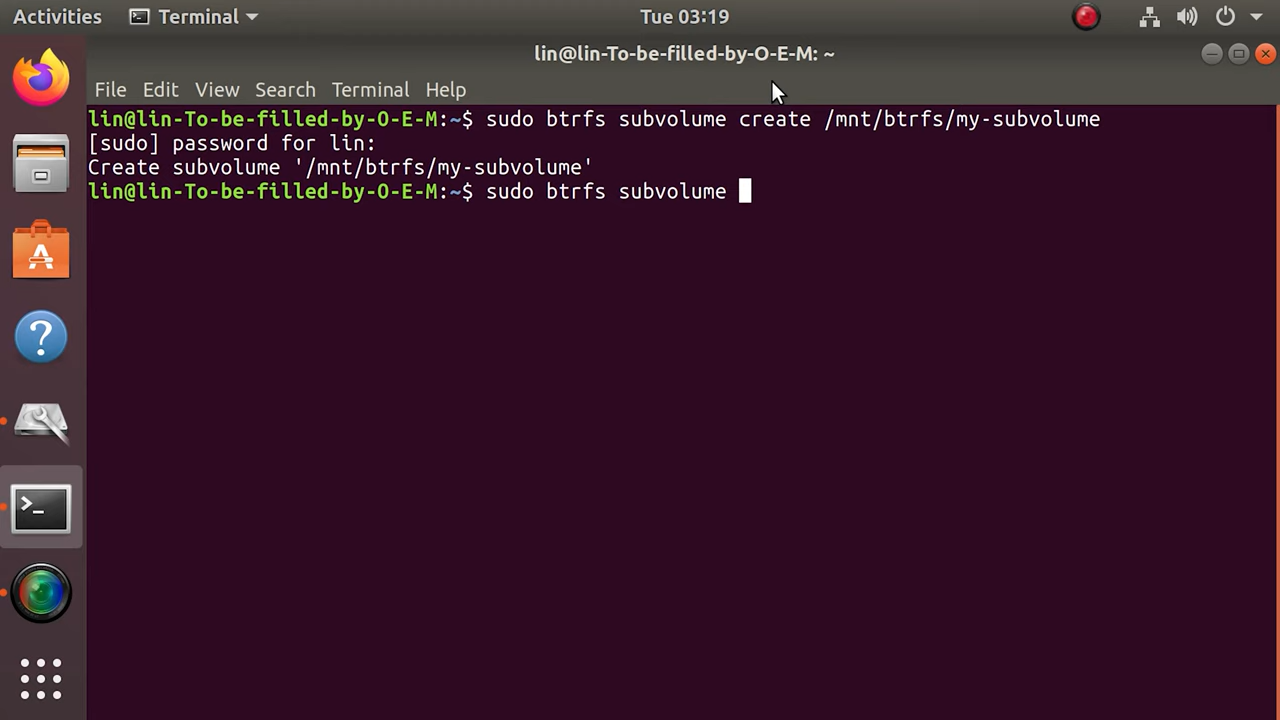 Activities Terminal Tue 03:19
lin@lin-To-be-filled-by-O-E-M: ~
File Edit View Search Terminal Help
lin@lin-To-be-filled-by-O-E-M:~$ sudo btrfs subvolume create /mnt/btrfs/my-subvolume
[sudo] password for lin:
Create subvolume '/mnt/btrfs/my-subvolume'
lin@lin-To-be-filled-by-O-E-M:~$ sudo btrfs subvolume